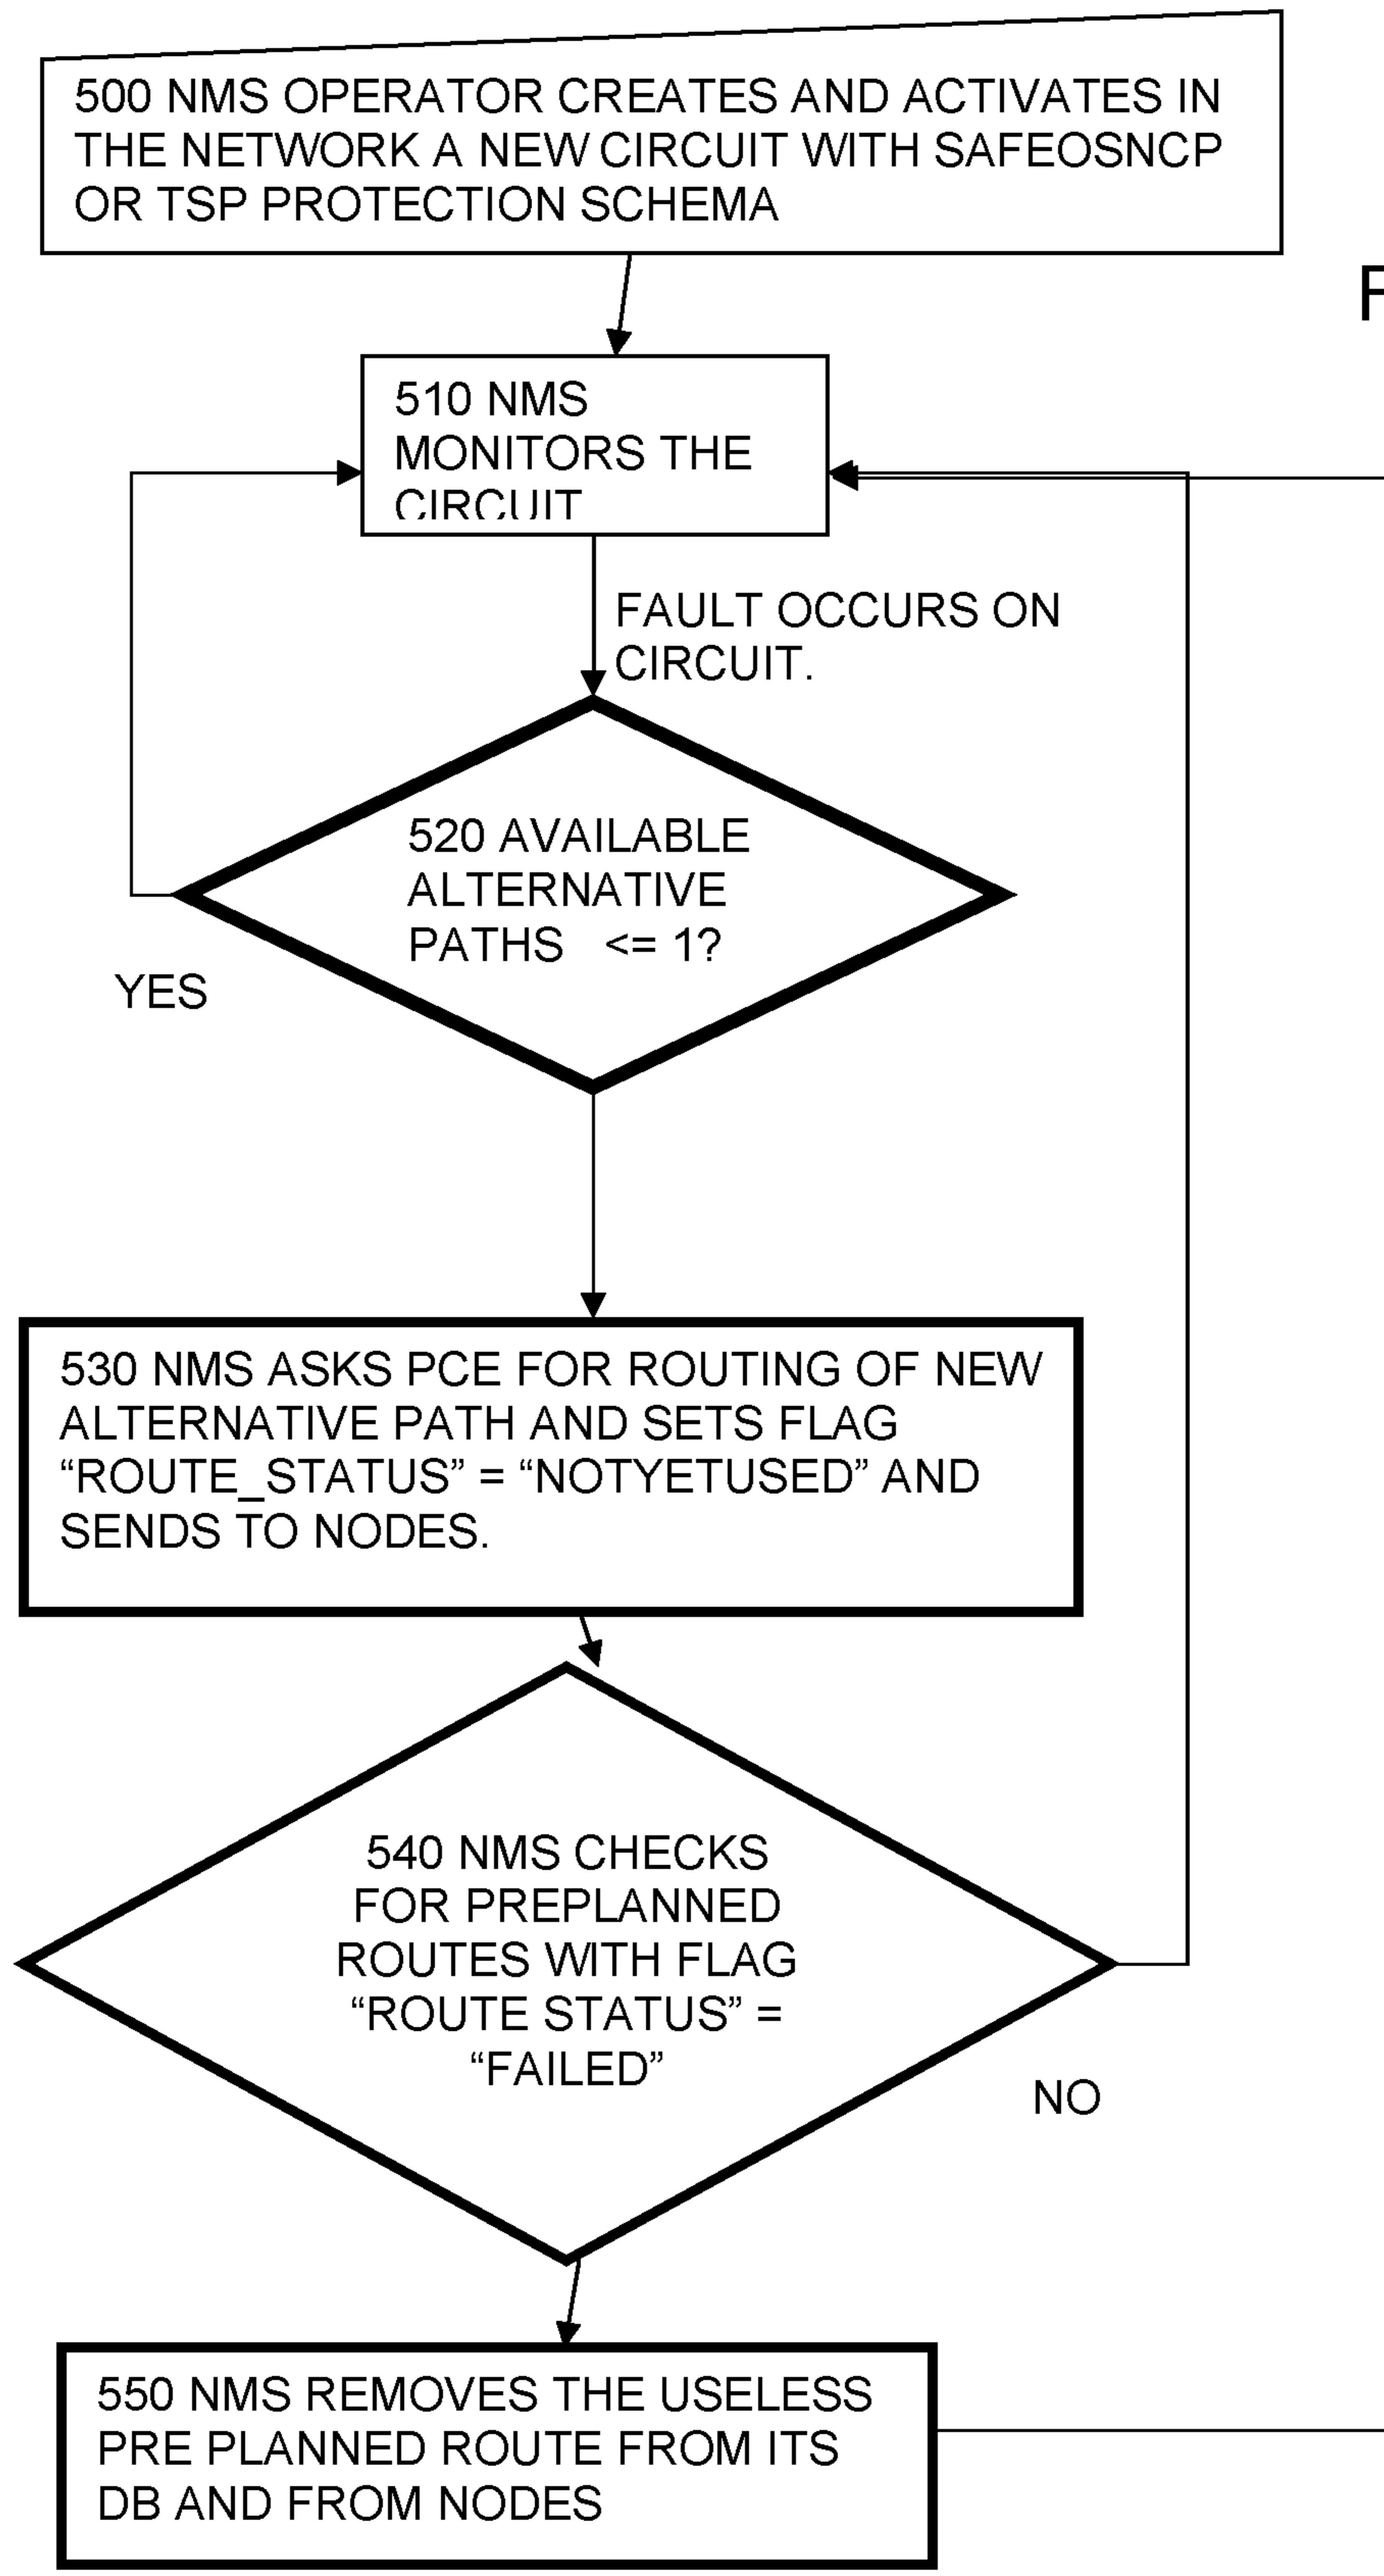 500 NMS OPERATOR CREATES AND ACTIVATES IN
THE NETWORK A NEW CIRCUIT WITH SAFEOSNCP
OR TSP PROTECTION SCHEMA
510 NMS
MONITORS THE
CIRCUIT
FAULT OCCURS ON
CIRCUIT.
520 AVAILABLE
ALTERNATIVE
PATHS <= 1?
YES
530 NMS ASKS PCE FOR ROUTING OF NEW
ALTERNATIVE PATH AND SETS FLAG
“ROUTE_STATUS” = “NOTYETUSED” AND
SENDS TO NODES.
540 NMS CHECKS
FOR PREPLANNED
ROUTES WITH FLAG
“ROUTE STATUS” =
“FAILED”
NO
550 NMS REMOVES THE USELESS
PRE PLANNED ROUTE FROM ITS
DB AND FROM NODES